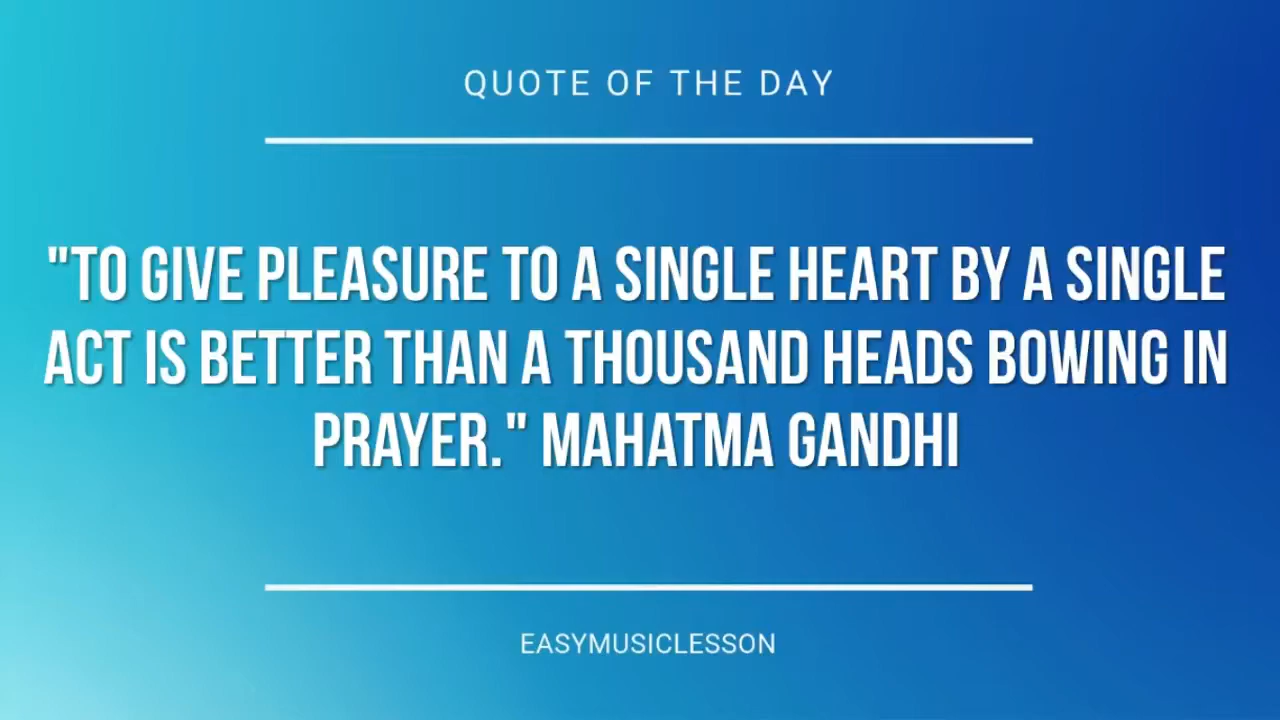 QUOTE OF THE DAY
"TO GIVE PLEASURE TO A SINGLE HEART BY A SINGLE
ACT IS BETTER THAN A THOUSAND HEADS BOWING IN
PRAYER." MAHATMA GANDHI
EASYMUSICLESSON